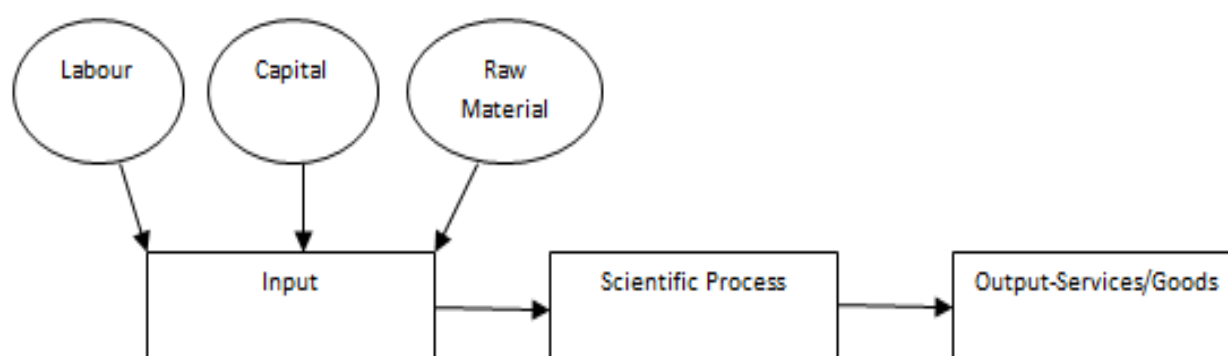 Labour
Capital
Raw
Material
Input
Scientific Process
Output-Services/Goods